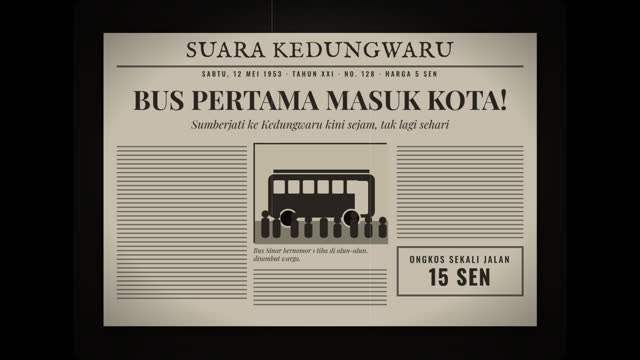 SUARA KEDUNGWARU
SABTU, 12 MEI 1953 · TAHUN XXI · NO. 128 · HARGA 5 SEN
BUS PERTAMA MASUK KOTA!
Sumberjati ke Kedungwaru kini sejam, tak lagi sehari
Bus Sinar bernomor 1 tiba di alun-alun,
disambut warga.
ONGKOS SEKALI JALAN
15 SEN